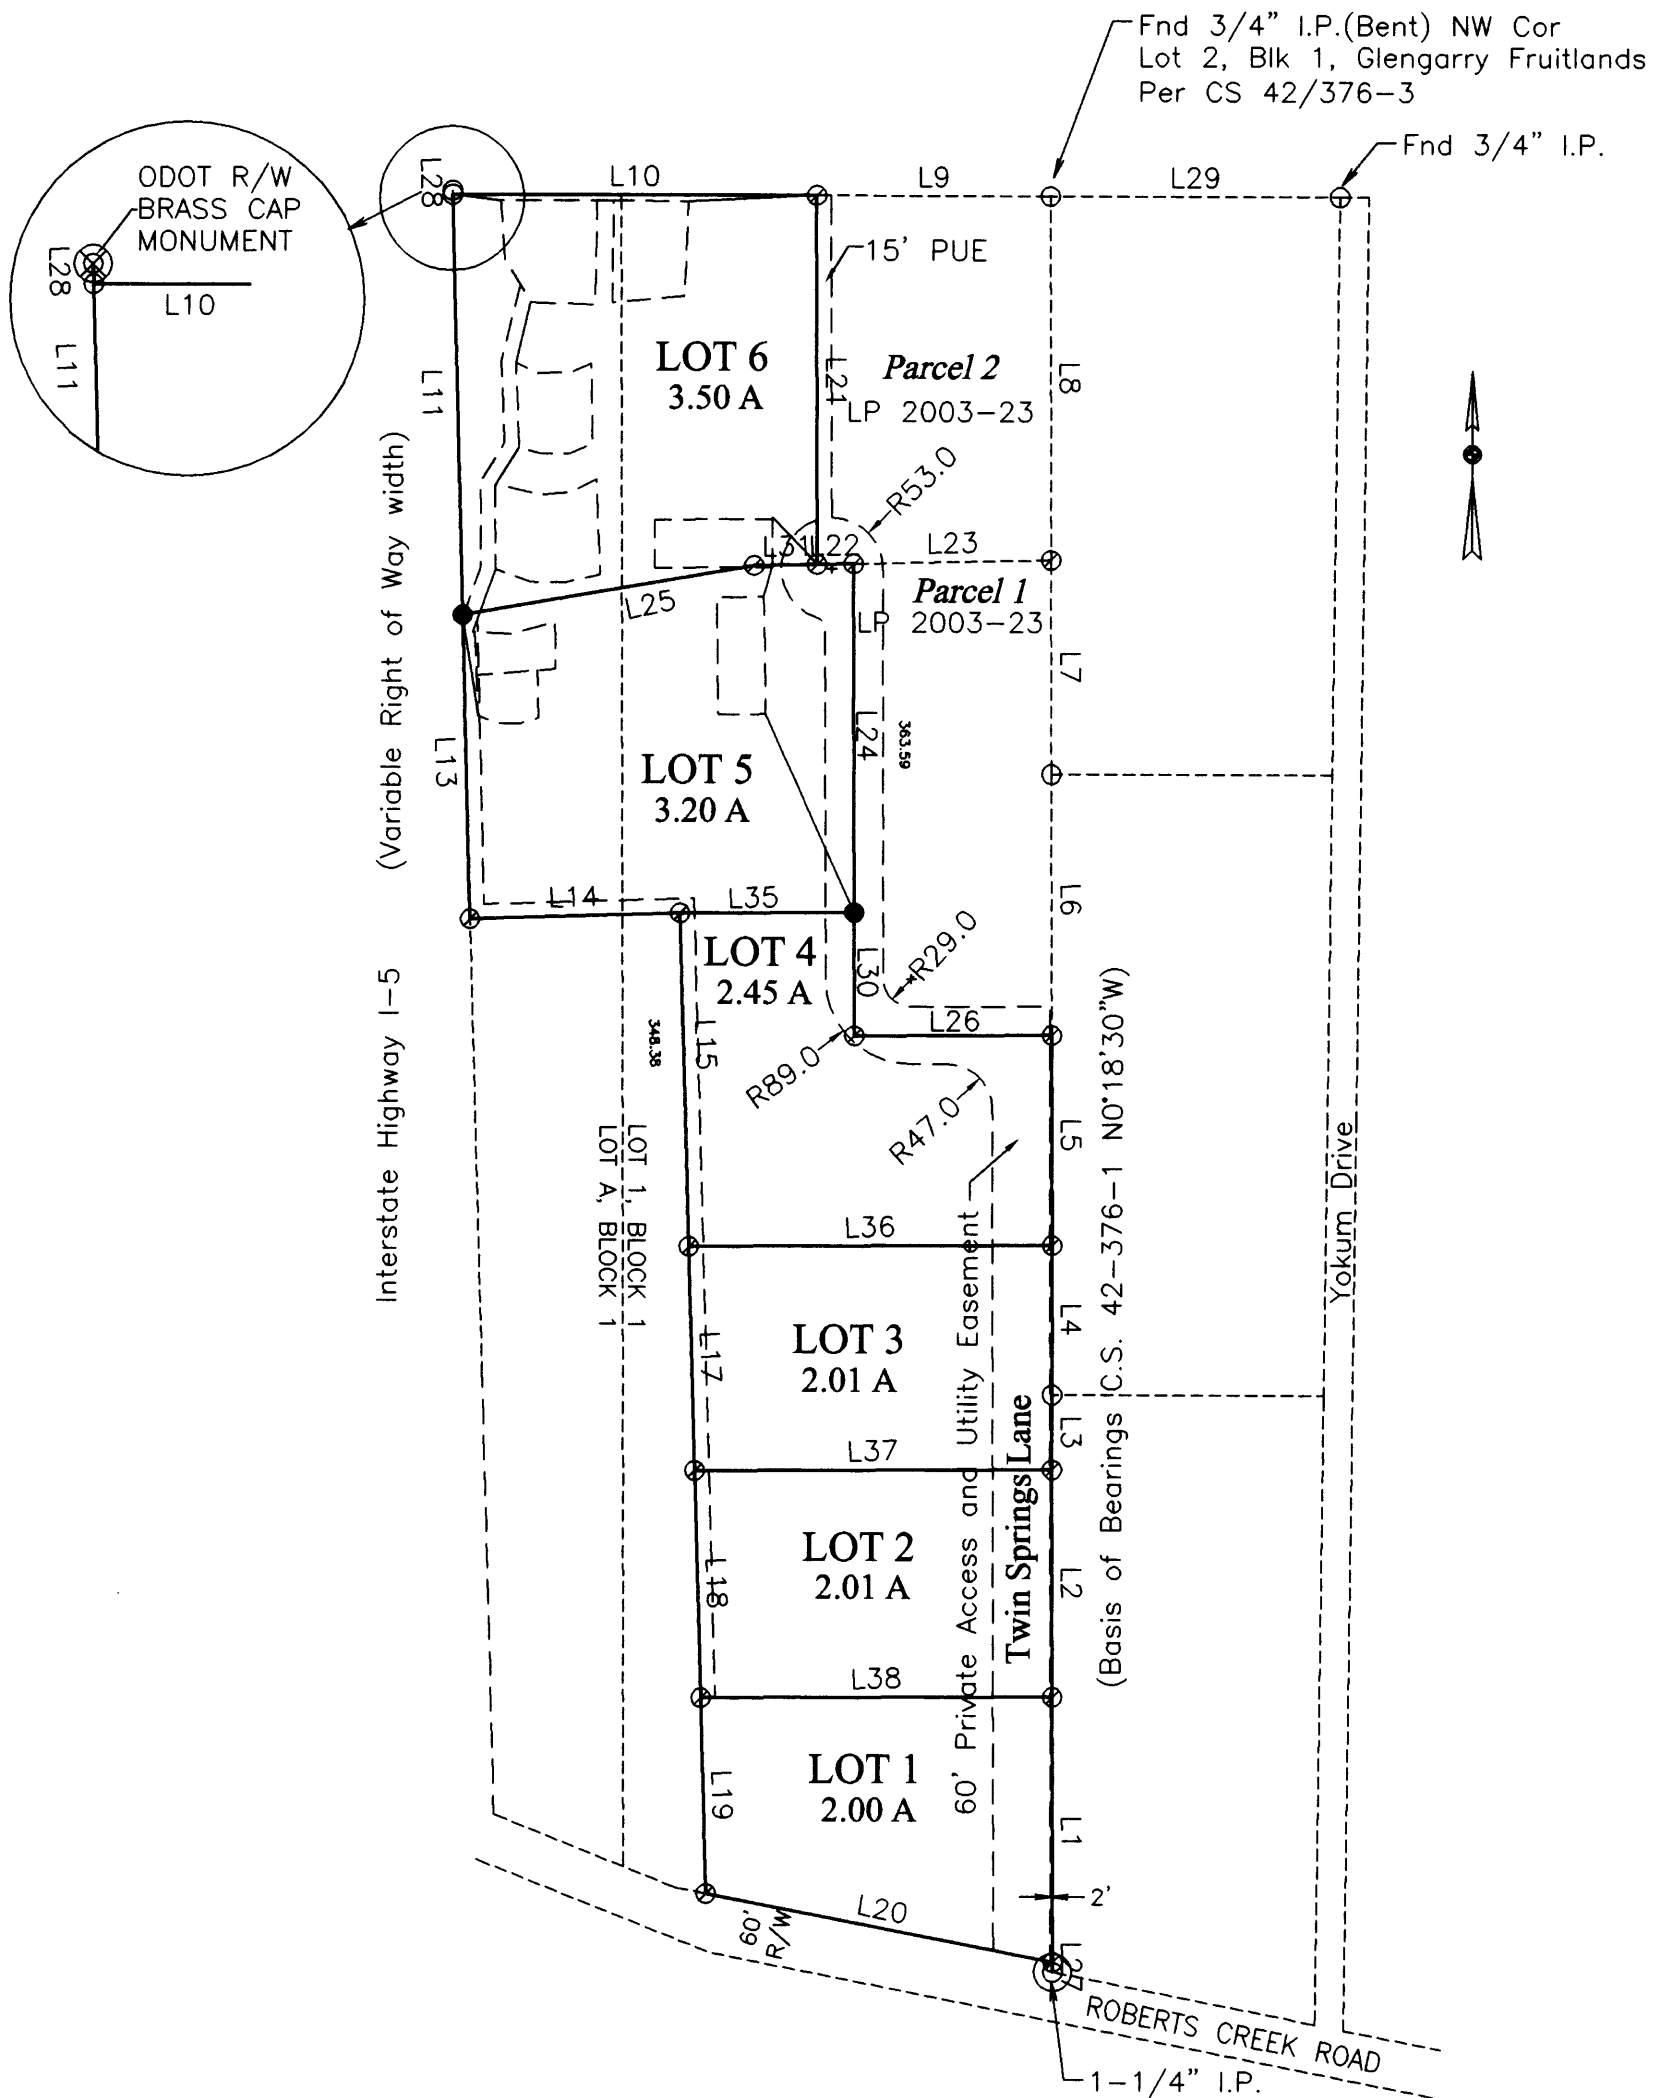 Fnd 3/4" I.P.(Bent) NW Cor
Lot 2, Blk 1, Glengarry Fruitlands
Per CS 42/376-3
Fnd 3/4" I.P.
ODOT R/W
BRASS CAP
MONUMENT
L28
L10
L11
L28
L10
L9
L29
15' PUE
LOT 6
3.50 A
L21
Parcel 2
LP 2003-23
L8
L11
R53.0
(Variable Right of Way width)
L31
L22
L23
Parcel 1
LP 2003-23
L25
L7
L13
L24
363.59
LOT 5
3.20 A
L14
L35
L6
LOT 4
2.45 A
L30
R29.0
L26
Interstate Highway I-5
348.38
L15
R89.0
R47.0
L5
LOT 1, BLOCK 1
LOT A, BLOCK 1
L36
(Basis of Bearings C.S. 42-376-1 N0°18'30"W)
Yokum Drive
L4
LOT 3
2.01 A
L17
60' Private Access and Utility Easement
Twin Springs Lane
L3
L37
LOT 2
2.01 A
L18
L2
L38
LOT 1
2.00 A
L19
L1
2'
L20
60'
R/W
L27
ROBERTS CREEK ROAD
1-1/4" I.P.